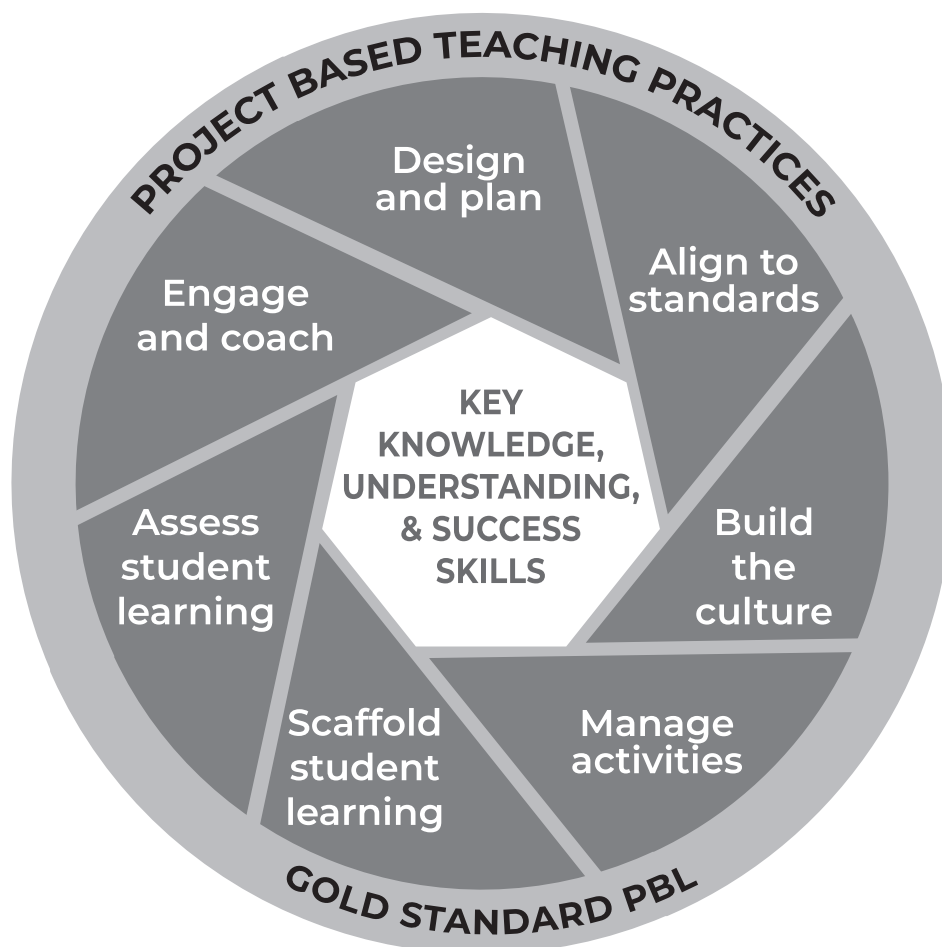 PROJECT BASED TEACHING PRACTICES
Design
and plan
Align to
standards
Build
the
culture
Manage
activities
Scaffold
student
learning
Assess
student
learning
Engage
and coach
KEY
KNOWLEDGE,
UNDERSTANDING,
& SUCCESS
SKILLS
GOLD STANDARD PBL